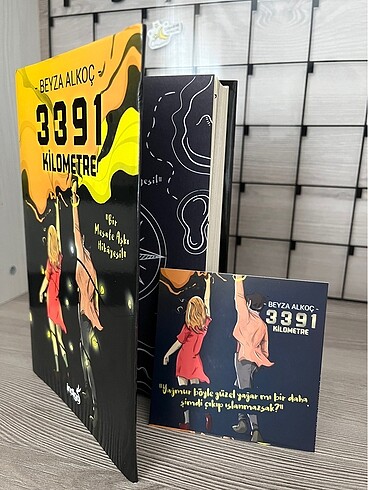 - BEYZA ALKOÇ -
3391
KİLOMETRE
"Bir
Mesafe Aşkı
Hikâyesi"
- BEYZA ALKOÇ -
3391
KİLOMETRE
"Yağmur böyle güzel yağar mı bir daha,
şimdi çıkıp ıslanmazsak?"